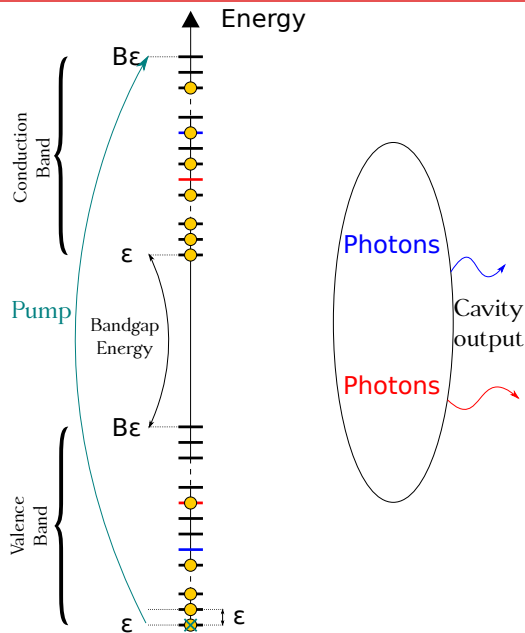 Energy
Bε
Conduction
Band
ε
Pump
Bandgap
Energy
Bε
Valence
Band
ε
ε
Photons
Photons
Cavity
output